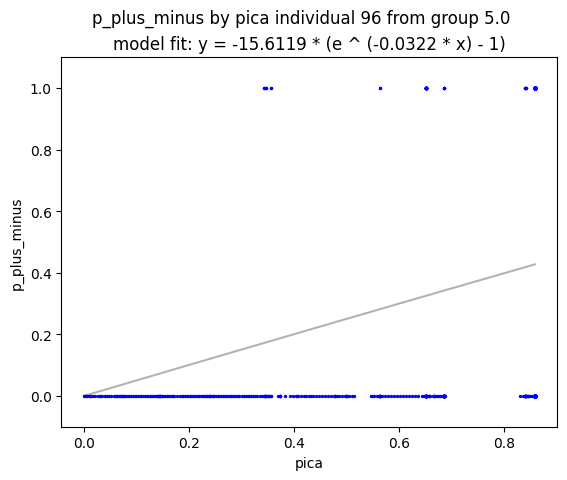 p_plus_minus by pica individual 96 from group 5.0
model fit: y = -15.6119 * (e ^ (-0.0322 * x) - 1)
1.0
0.8
0.6
0.4
0.2
0.0
p_plus_minus
0.0 0.2 0.4 0.6 0.8
pica